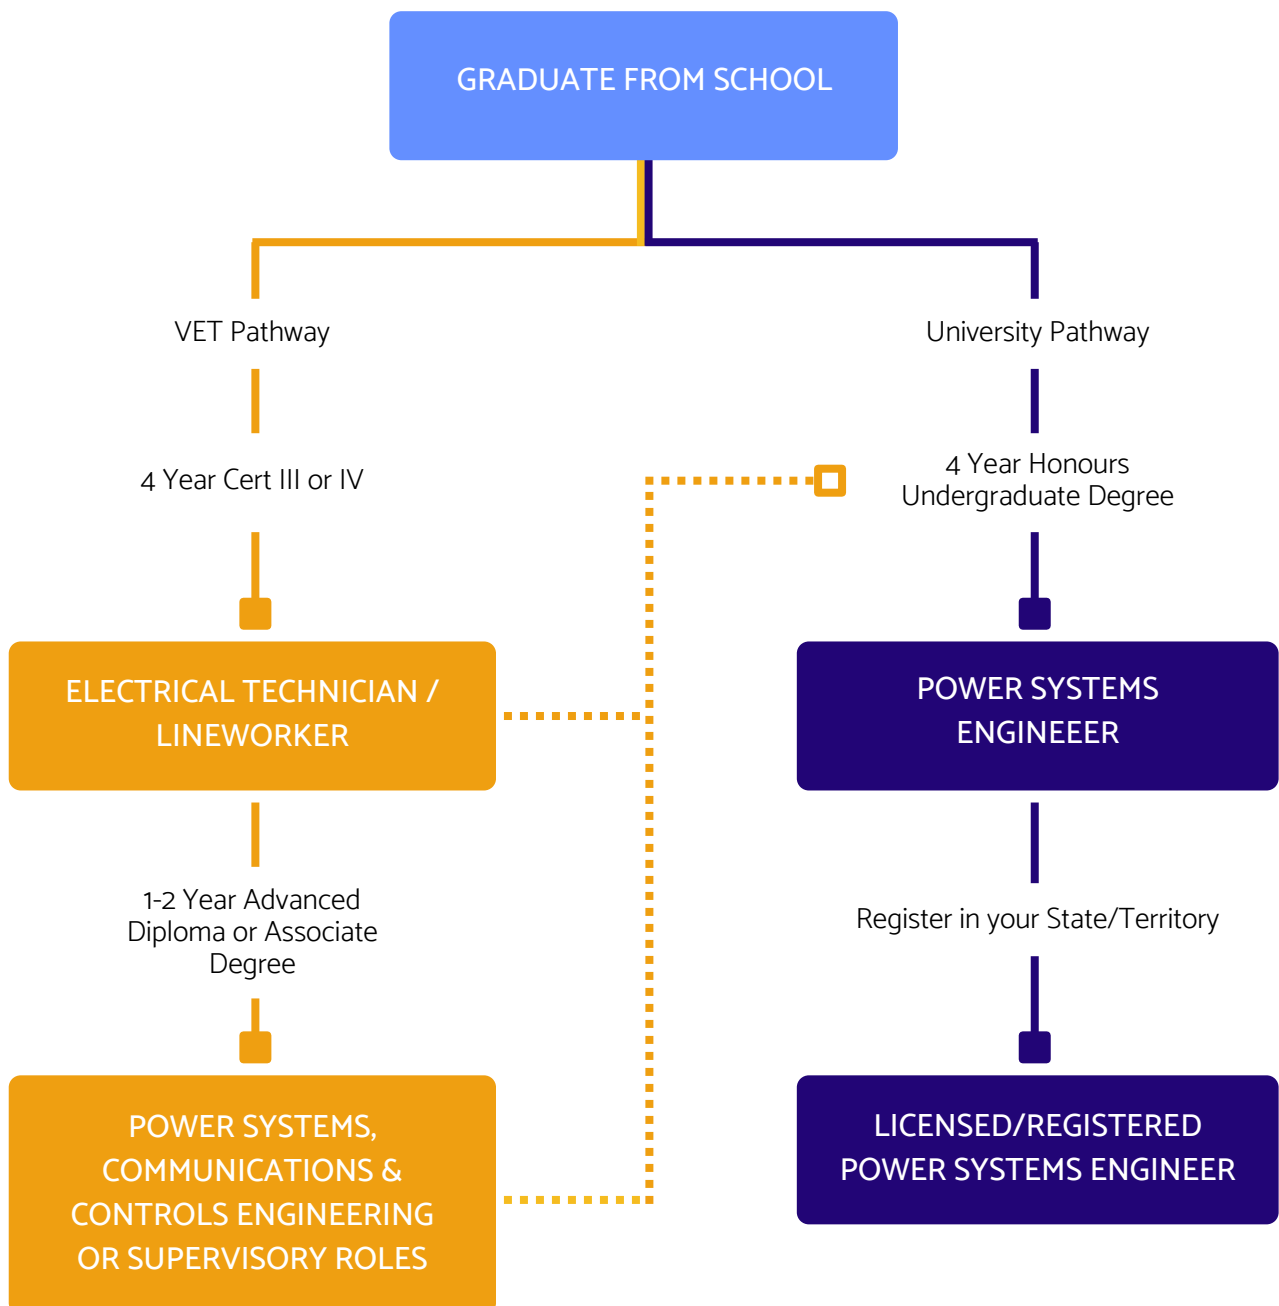 GRADUATE FROM SCHOOL
VET Pathway
University Pathway
4 Year Cert III or IV
4 Year Honours
Undergraduate Degree
ELECTRICAL TECHNICIAN /
LINEWORKER
POWER SYSTEMS
ENGINEEER
1-2 Year Advanced
Diploma or Associate
Degree
Register in your State/Territory
POWER SYSTEMS,
COMMUNICATIONS &
CONTROLS ENGINEERING
OR SUPERVISORY ROLES
LICENSED/REGISTERED
POWER SYSTEMS ENGINEER